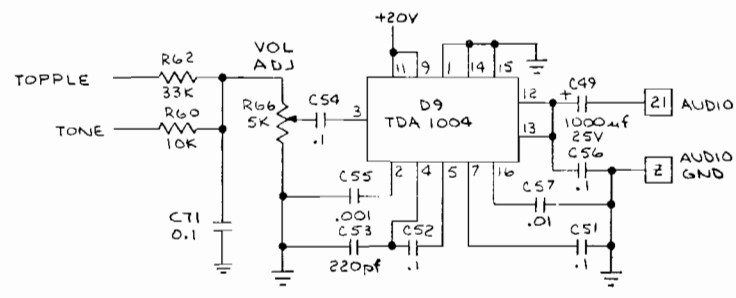 +20V
VOL
ADJ
R62
TOPPLE
33K
R60
TONE
10K
R66
5K
C54
.1
3
11 9 1 14 15
D9
TDA 1004
12
13
2 4 5 7 16
+ C49
1000uf
25V
21 AUDIO
C56
.1
Z AUDIO
GND
C55
.001
C57
.01
C71
0.1
C53
220pf
C52
.1
C51
.1